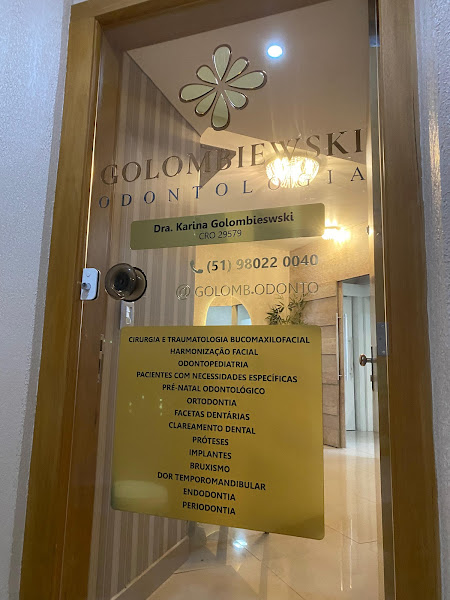 GOLOMBIEWSKI
ODONTOLOGIA
Dra. Karina Golombieswski
CRO 29579
(51) 98022 0040
@ GOLOMB.ODONTO
CIRURGIA E TRAUMATOLOGIA BUCOMAXILOFACIAL
HARMONIZAÇÃO FACIAL
ODONTOPEDIATRIA
PACIENTES COM NECESSIDADES ESPECÍFICAS
PRÉ-NATAL ODONTOLÓGICO
ORTODONTIA
FACETAS DENTÁRIAS
CLAREAMENTO DENTAL
PRÓTESES
IMPLANTES
BRUXISMO
DOR TEMPOROMANDIBULAR
ENDODONTIA
PERIODONTIA